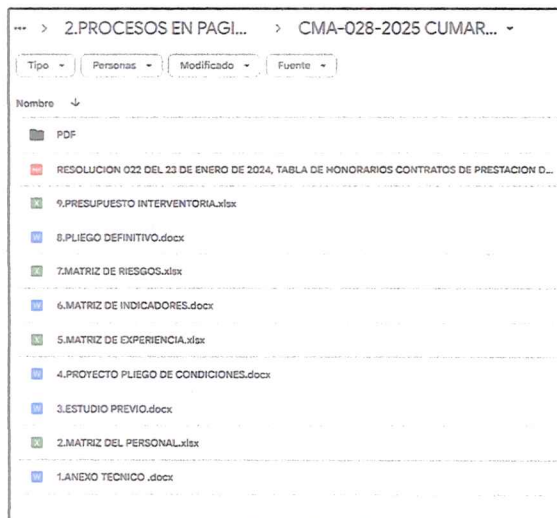 ... > 2.PROCESOS EN PAGI... > CMA-028-2025 CUMAR...
Tipo Personas Modificado Fuente
Nombre ↓
PDF
RESOLUCION 022 DEL 23 DE ENERO DE 2024, TABLA DE HONORARIOS CONTRATOS DE PRESTACION D...
9.PRESUPUESTO INTERVENTORIA.xlsx
8.PLIEGO DEFINITIVO.docx
7.MATRIZ DE RIESGOS.xlsx
6.MATRIZ DE INDICADORES.docx
5.MATRIZ DE EXPERIENCIA.xlsx
4.PROYECTO PLIEGO DE CONDICIONES.docx
3.ESTUDIO PREVIO.docx
2.MATRIZ DEL PERSONAL.xlsx
1.ANEXO TECNICO .docx